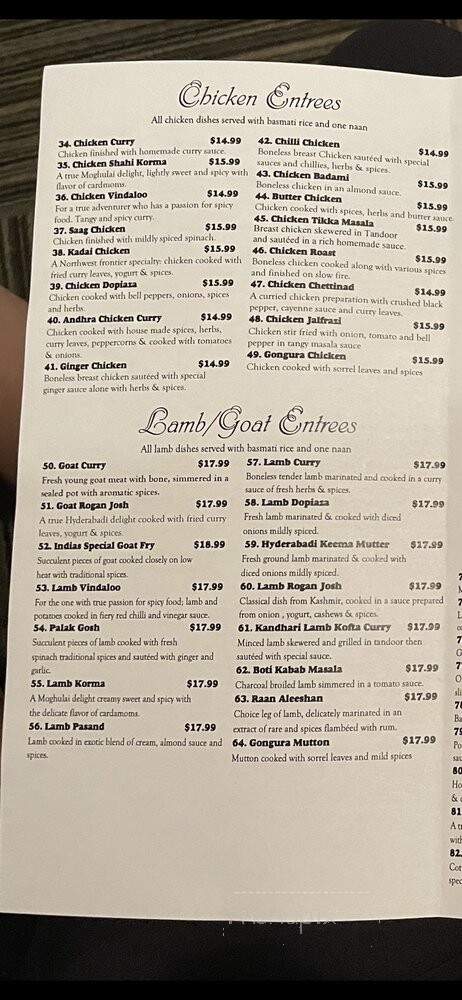 Chicken Entrees
All chicken dishes served with basmati rice and one naan
34. Chicken Curry $14.99
Chicken finished with homemade curry sauce.
35. Chicken Shahi Korma $15.99
A true Moghulai delight, lightly sweet and spicy with
flavor of cardmoms.
36. Chicken Vindaloo $14.99
For a true adventurer who has a passion for spicy
food. Tangy and spicy curry.
37. Saag Chicken $15.99
Chicken finished with mildly spiced spinach.
38. Kadai Chicken $15.99
A Northwest frontier specialty: chicken cooked with
fried curry leaves, yogurt & spices.
39. Chicken Dopiaza $15.99
Chicken cooked with bell peppers, onions, spices
and herbs.
40. Andhra Chicken Curry $14.99
Chicken cooked with house made spices, herbs,
curry leaves, peppercorns & cooked with tomatoes
& onions.
41. Ginger Chicken $14.99
Boneless breast chicken sautéed with special
ginger sauce alone with herbs & spices.
42. Chilli Chicken $14.99
Boneless breast Chicken sautéed with special
sauces and chillies, herbs & spices.
43. Chicken Badami $15.99
Boneless chicken in an almond sauce.
44. Butter Chicken $15.99
Chicken cooked with spices, herbs and butter sauce
45. Chicken Tikka Masala $15.99
Breast chicken skewered in Tandoor
and sautéed in a rich homemade sauce.
46. Chicken Roast $15.99
Boneless chicken cooked along with various spices
and finished on slow fire.
47. Chicken Chettinad $14.99
A curried chicken preparation with crushed black
pepper, cayenne sauce and curry leaves.
48. Chicken Jalfrazi $15.99
Chicken stir fried with onion, tomato and bell
pepper in tangy masala sauce
49. Gongura Chicken $15.99
Chicken cooked with sorrel leaves and spices
Lamb/Goat Entrees
All lamb dishes served with basmati rice and one naan
50. Goat Curry $17.99
Fresh young goat meat with bone, simmered in a
sealed pot with aromatic spices.
51. Goat Rogan Josh $17.99
A true Hyderabadi delight cooked with fried curry
leaves, yogurt & spices.
52. Indias Special Goat Fry $18.99
Succulent pieces of goat cooked closely on low
heat with traditional spices.
53. Lamb Vindaloo $17.99
For the one with true passion for spicy food; lamb and
potatoes cooked in fiery red chilli and vinegar sauce.
54. Palak Gosh $17.99
Succulent pieces of lamb cooked with fresh
spinach traditional spices and sautéed with ginger and
garlic.
55. Lamb Korma $17.99
A Moghulai delight creamy sweet and spicy with
the delicate flavor of cardamoms.
56. Lamb Pasand $17.99
Lamb cooked in exotic blend of cream, almond sauce and
spices.
57. Lamb Curry $17.99
Boneless tender lamb marinated and cooked in a curry
sauce of fresh herbs & spices.
58. Lamb Dopiaza $17.99
Fresh lamb marinated & cooked with diced
onions mildly spiced.
59. Hyderabadi Keema Mutter $17.99
Fresh ground lamb marinated & cooked with
diced onions mildly spiced.
60. Lamb Rogan Josh $17.99
Classical dish from Kashmir, cooked in a sauce prepared
from onion, yogurt, cashews & spices.
61. Kandhari Lamb Kofta Curry $17.99
Minced lamb skewered and grilled in tandoor then
sautéed with special sauce.
62. Boti Kabab Masala $17.99
Charcoal broiled lamb simmered in a tomato sauce.
63. Raan Aleeshan $17.99
Choice leg of lamb, delicately marinated in an
extract of rare and spices flambéed with rum.
64. Gongura Mutton $17.99
Mutton cooked with sorrel leaves and mild spices
80
81
82.